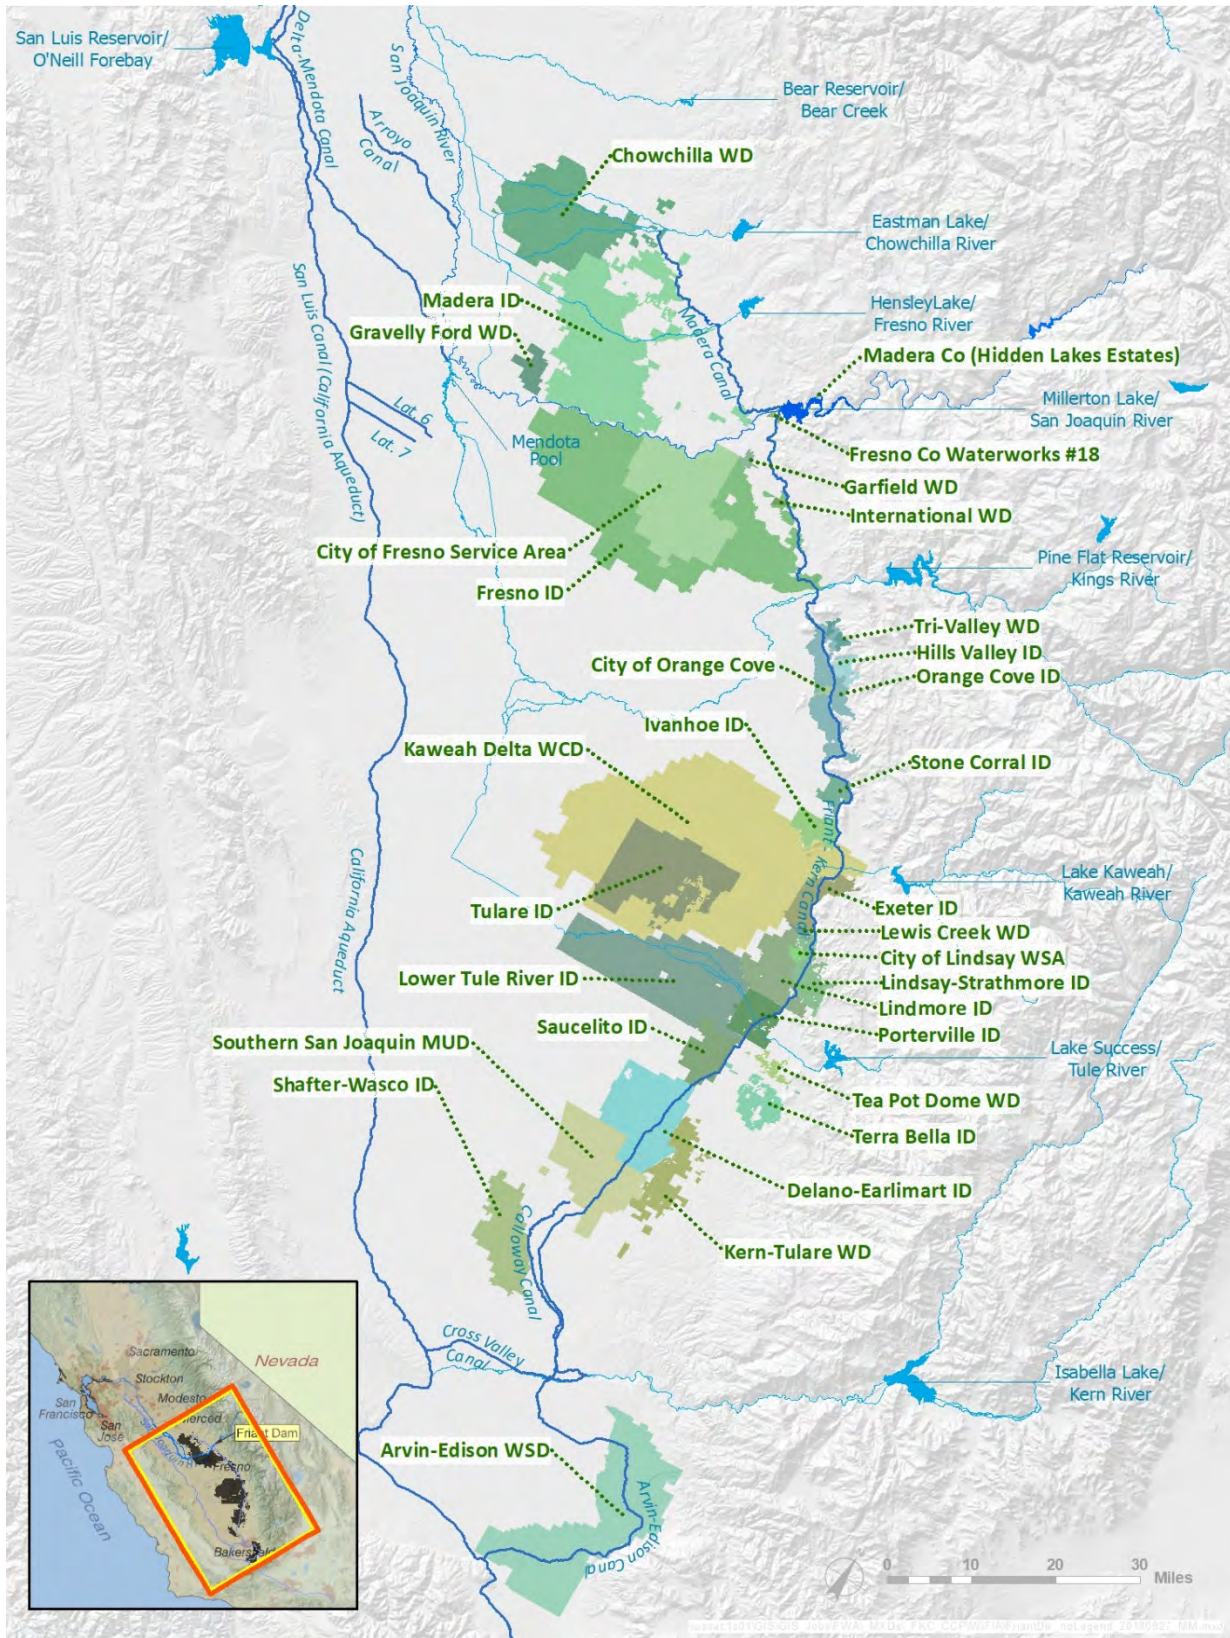 San Luis Reservoir/
O'Neill Forebay
Delta-Mendota Canal
San Joaquin River
Arroyo
Canal
Bear Reservoir/
Bear Creek
Chowchilla WD
Eastman Lake/
Chowchilla River
San Luis Canal (California Aqueduct)
Madera ID
Gravelly Ford WD
Madera Canal
HensleyLake/
Fresno River
Madera Co (Hidden Lakes Estates)
Millerton Lake/
San Joaquin River
Lat. 6
Lat. 7
Mendota
Pool
Fresno Co Waterworks #18
Garfield WD
International WD
City of Fresno Service Area
Fresno ID
Pine Flat Reservoir/
Kings River
Tri-Valley WD
Hills Valley ID
City of Orange Cove
Orange Cove ID
Ivanhoe ID
Kaweah Delta WCD
Stone Corral ID
Friant - Kern Canal
California Aqueduct
Lake Kaweah/
Kaweah River
Tulare ID
Exeter ID
Lewis Creek WD
City of Lindsay WSA
Lower Tule River ID
Lindsay-Strathmore ID
Lindmore ID
Saucelito ID
Porterville ID
Southern San Joaquin MUD
Lake Success/
Tule River
Shafter-Wasco ID
Tea Pot Dome WD
Terra Bella ID
Delano-Earlimart ID
Calloway Canal
Kern-Tulare WD
Cross Valley
Canal
Isabella Lake/
Kern River
Arvin-Edison WSD
Arvin-Edison Canal
Sacramento
Nevada
Stockton
Modesto
San
Francisco
San
Jose
Merced
Friant Dam
San Joaquin R
Fresno
Pacific Ocean
Bakersfield
0 10 20 30
Miles